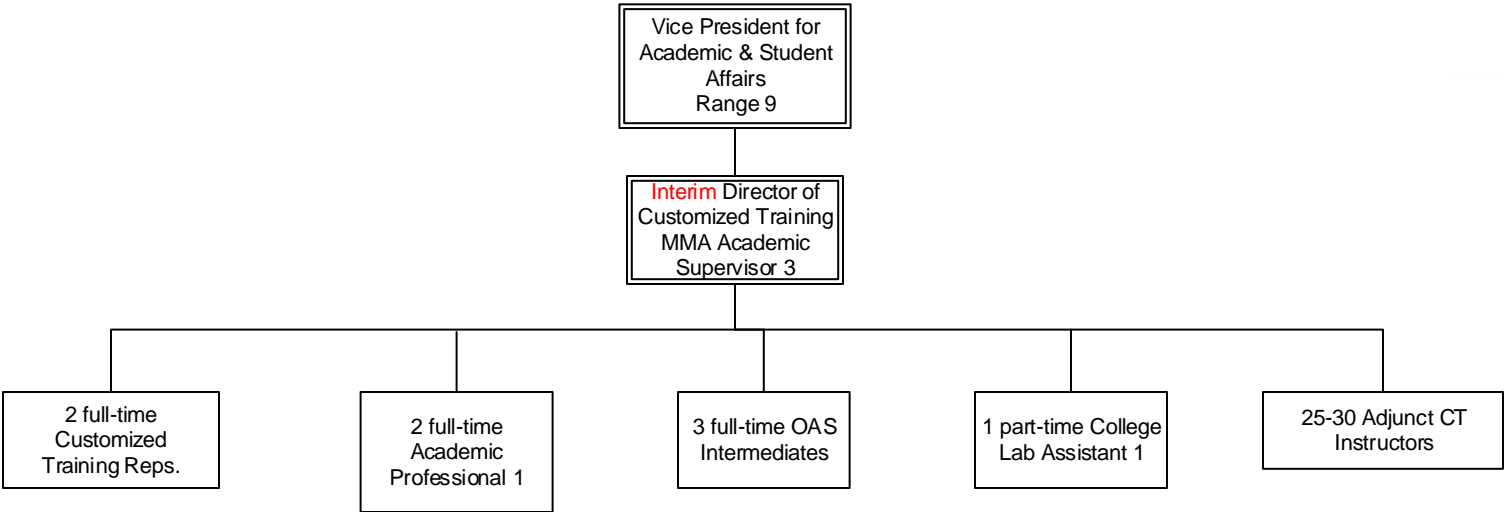 Vice President for
Academic & Student
Affairs
Range 9
Interim Director of
Customized Training
MMA Academic
Supervisor 3
2 full-time
Customized
Training Reps.
2 full-time
Academic
Professional 1
3 full-time OAS
Intermediates
1 part-time College
Lab Assistant 1
25-30 Adjunct CT
Instructors